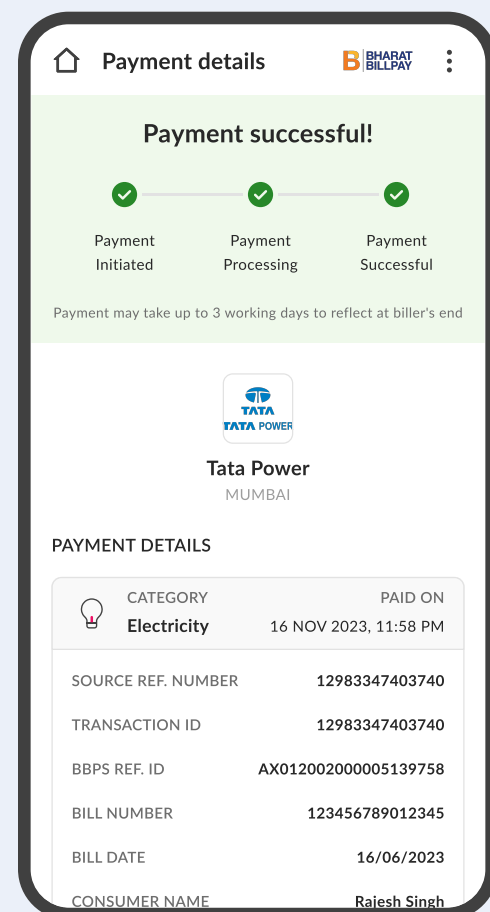 Payment details
BHARAT
BILLPAY
Payment successful!
Payment Initiated
Payment Processing
Payment Successful
Payment may take up to 3 working days to reflect at biller's end
TATA
TATA POWER
Tata Power
MUMBAI
PAYMENT DETAILS
CATEGORY PAID ON
Electricity 16 NOV 2023, 11:58 PM
SOURCE REF. NUMBER 12983347403740
TRANSACTION ID 12983347403740
BBPS REF. ID AX012002000005139758
BILL NUMBER 123456789012345
BILL DATE 16/06/2023
CONSUMER NAME Rajesh Singh